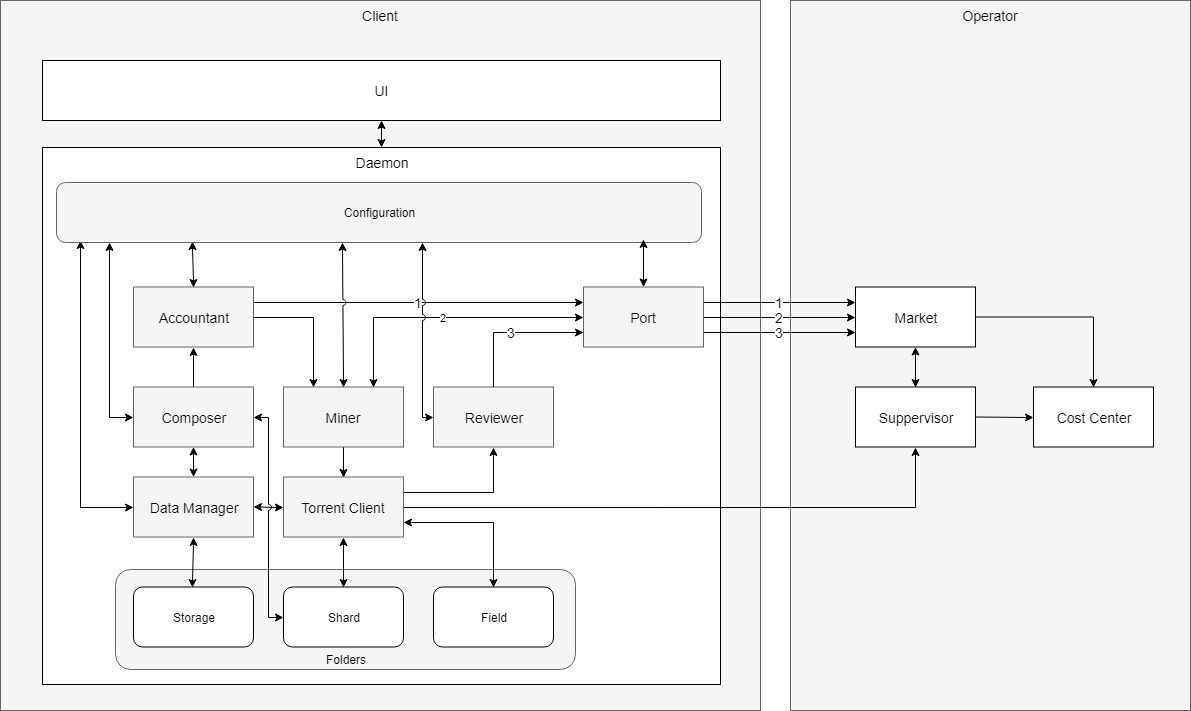 Client
Operator
UI
Daemon
Configuration
1
1
Accountant
2
Port
2
Market
3
3
Composer
Miner
Reviewer
Suppervisor
Cost Center
Data Manager
Torrent Client
Storage
Shard
Field
Folders